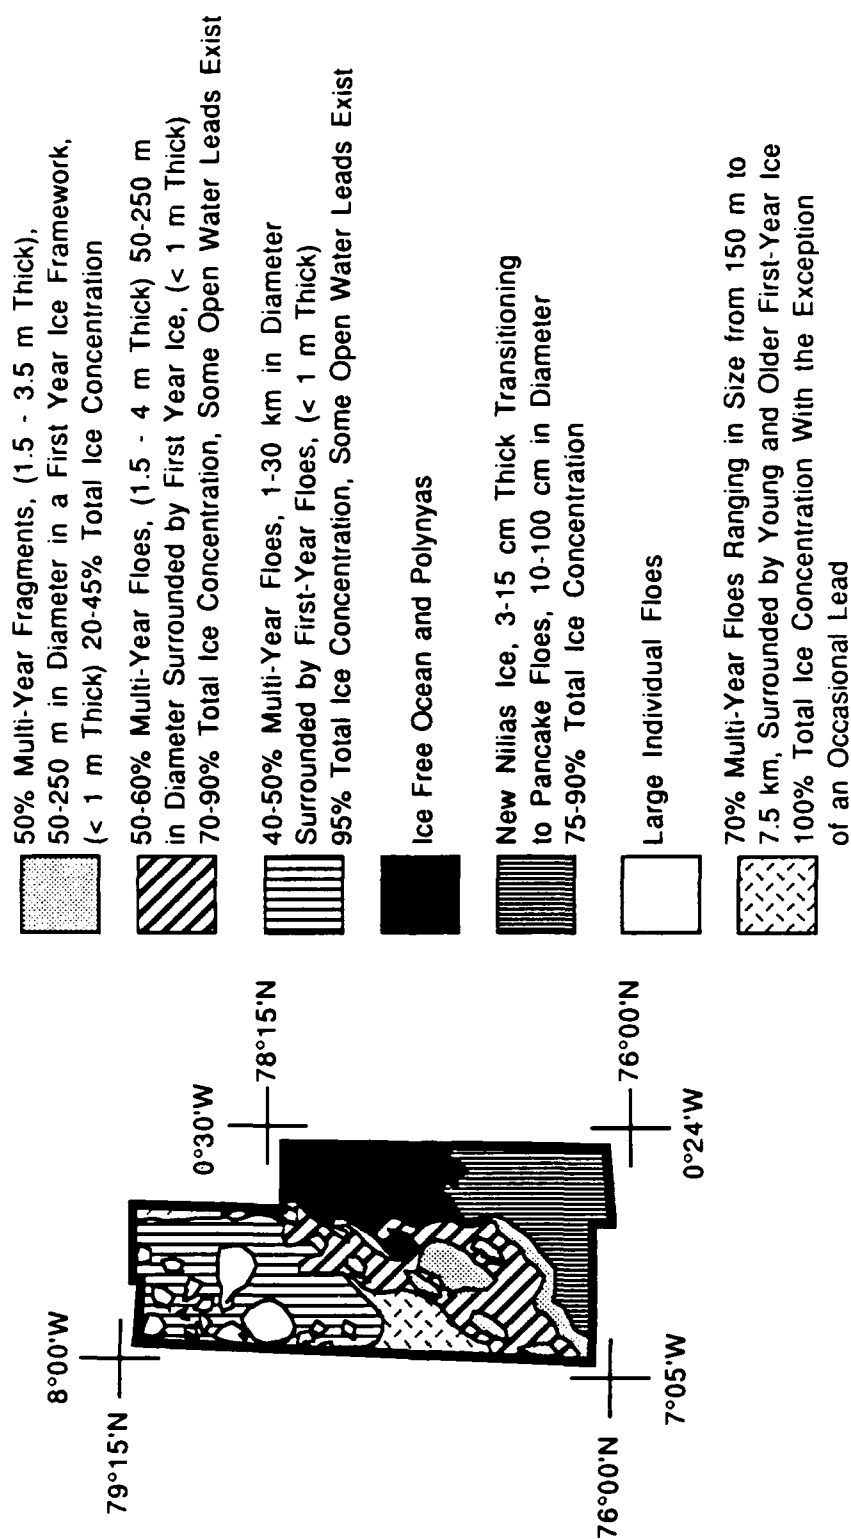 8°00'W
79°15'N
0°30'W
78°15'N
76°00'N
7°05'W
76°00'N
0°24'W
50% Multi-Year Fragments, (1.5 - 3.5 m Thick),
50-250 m in Diameter in a First Year Ice Framework,
(< 1 m Thick) 20-45% Total Ice Concentration
50-60% Multi-Year Floes, (1.5 - 4 m Thick) 50-250 m
in Diameter Surrounded by First Year Ice, (< 1 m Thick)
70-90% Total Ice Concentration, Some Open Water Leads Exist
40-50% Multi-Year Floes, 1-30 km in Diameter
Surrounded by First-Year Floes, (< 1 m Thick)
95% Total Ice Concentration, Some Open Water Leads Exist
Ice Free Ocean and Polynyas
New Nilias Ice, 3-15 cm Thick Transitioning
to Pancake Floes, 10-100 cm in Diameter
75-90% Total Ice Concentration
Large Individual Floes
70% Multi-Year Floes Ranging in Size from 150 m to
7.5 km, Surrounded by Young and Older First-Year Ice
100% Total Ice Concentration With the Exception
of an Occasional Lead